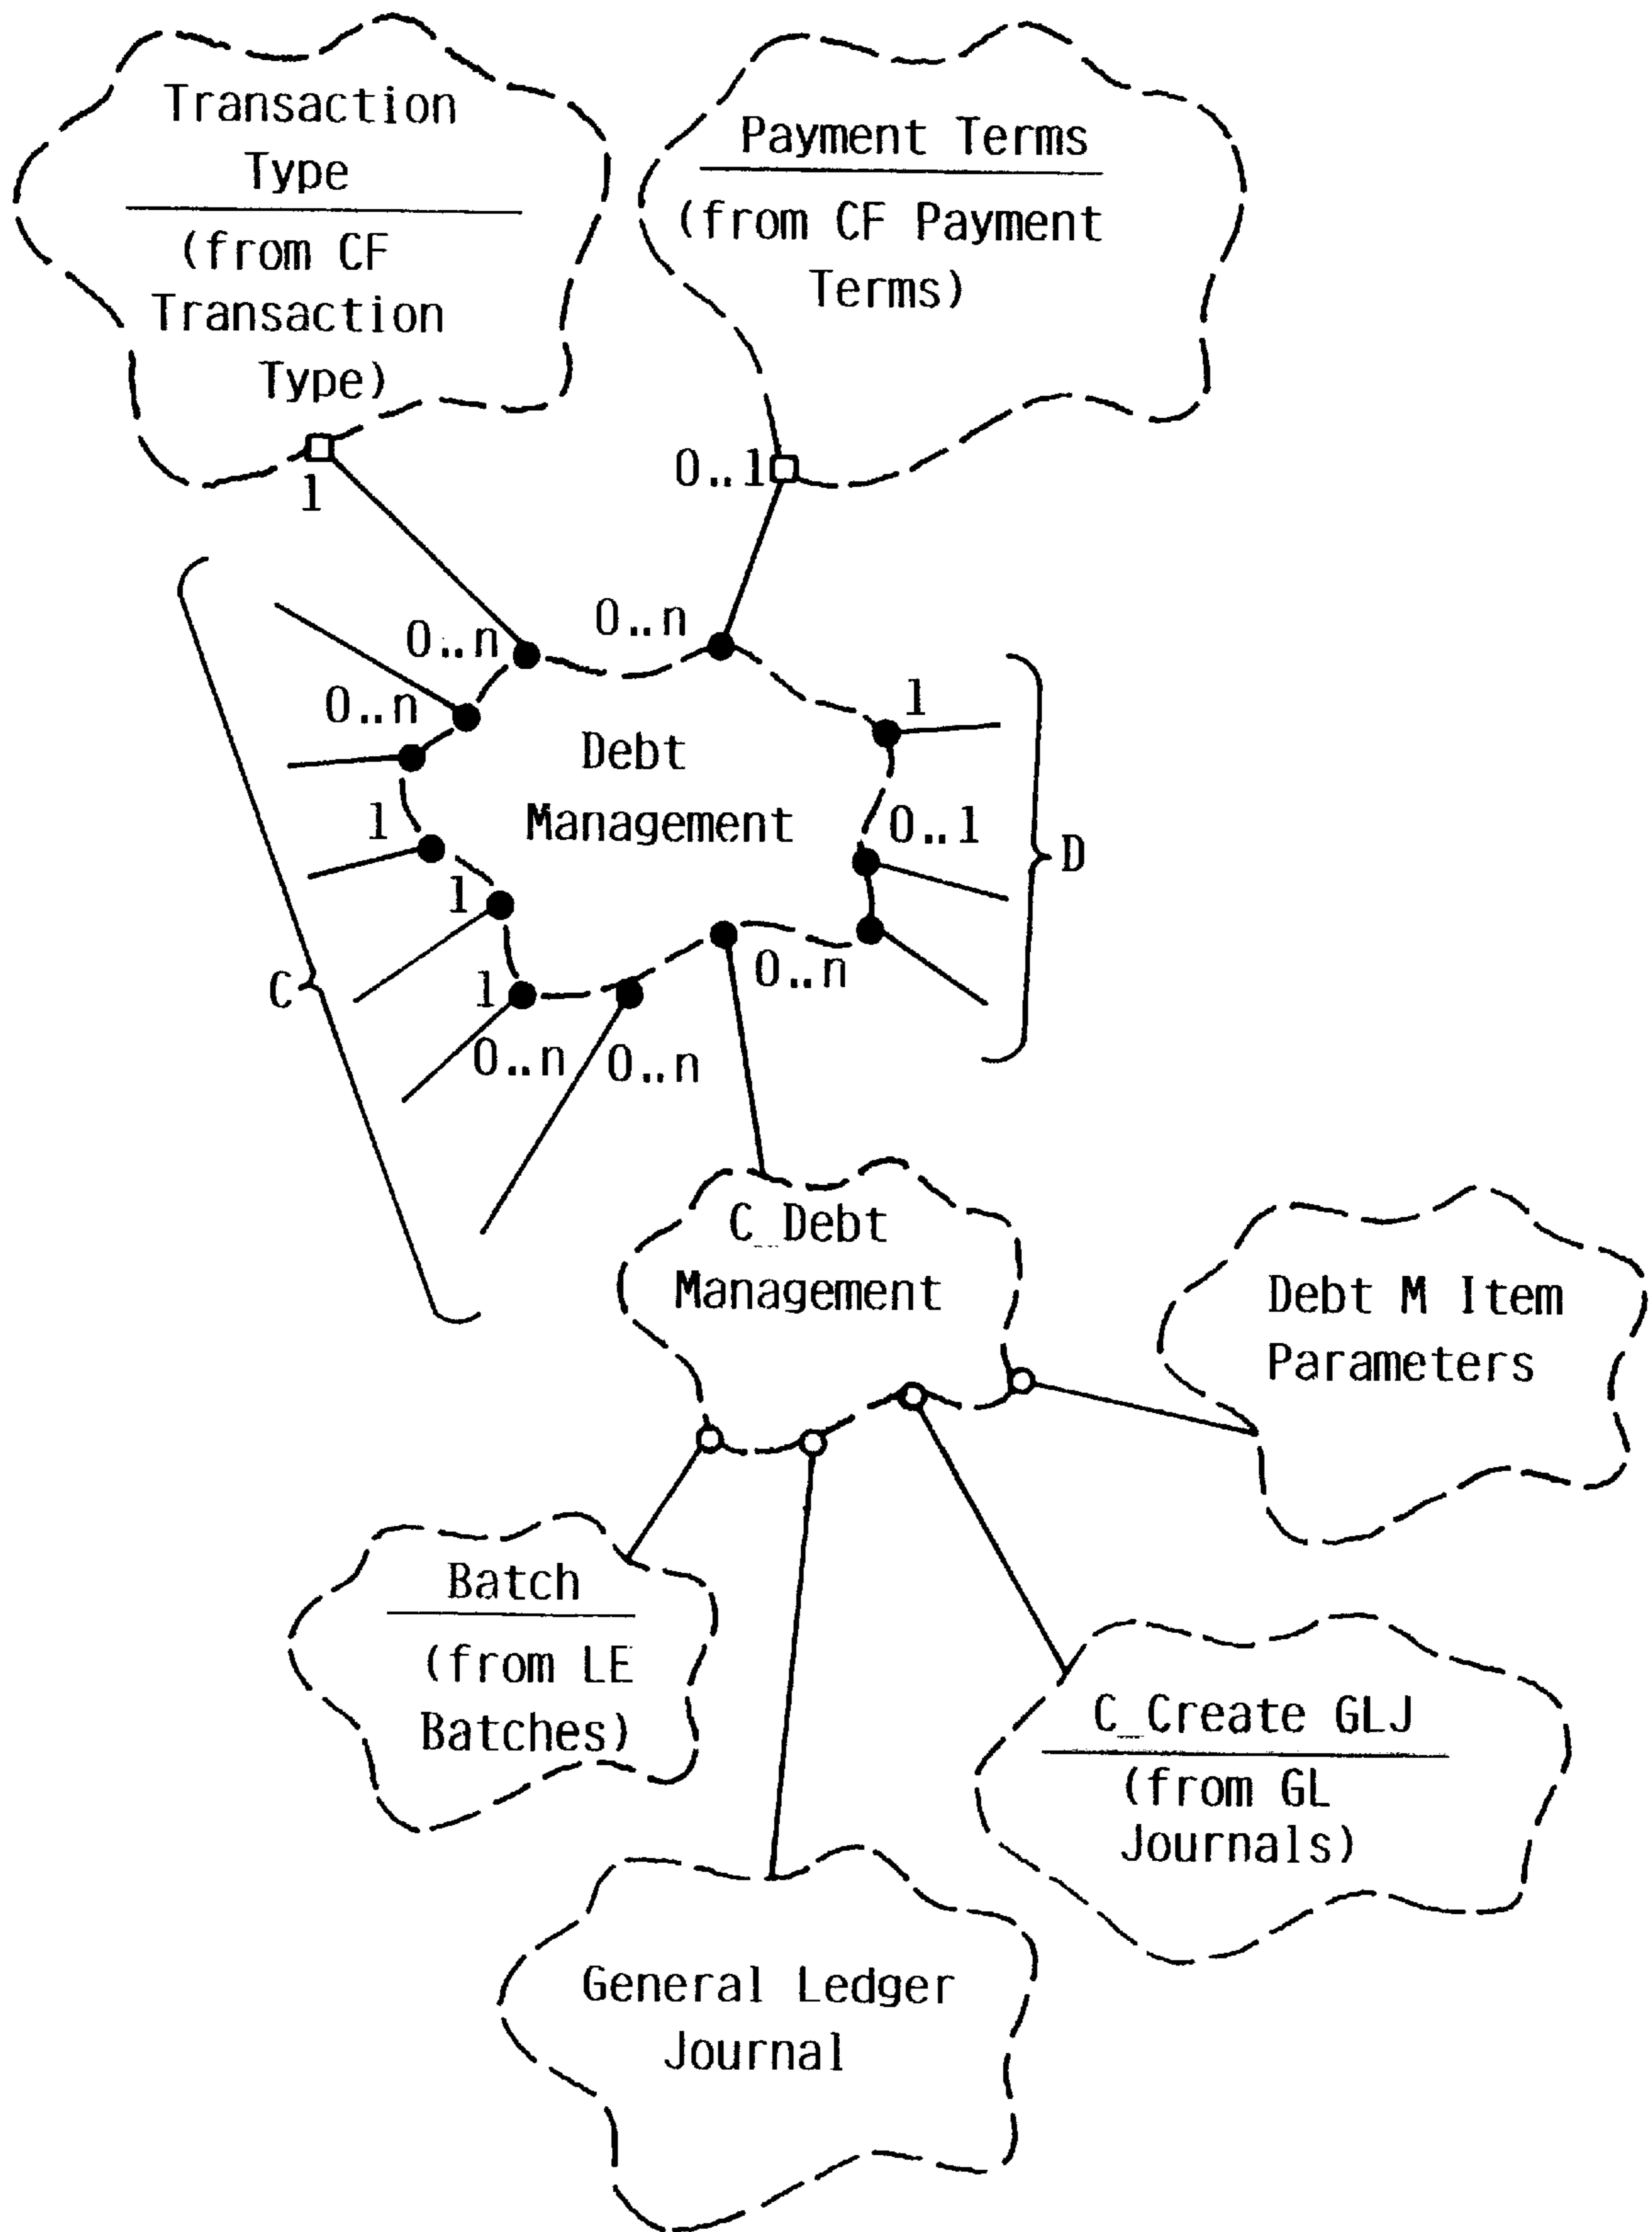 Transaction
Type
(from CF
Transaction
Type)
Payment Terms
(from CF Payment
Terms)
1
0..1
0..n
0..n
0..n
1
1
1
0..n
0..n
C
Debt
Management
1
0..1
0..n
D
C_Debt
Management
Debt M Item
Parameters
Batch
(from LE
Batches)
C_Create GLJ
(from GL
Journals)
General Ledger
Journal